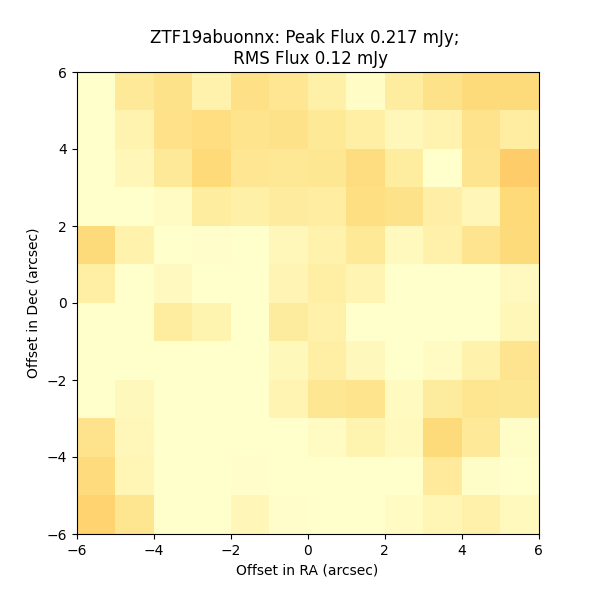 ZTF19abuonnx: Peak Flux 0.217 mJy;
RMS Flux 0.12 mJy
6
4
2
0
−2
−4
−6
Offset in Dec (arcsec)
−6 −4 −2 0 2 4 6
Offset in RA (arcsec)